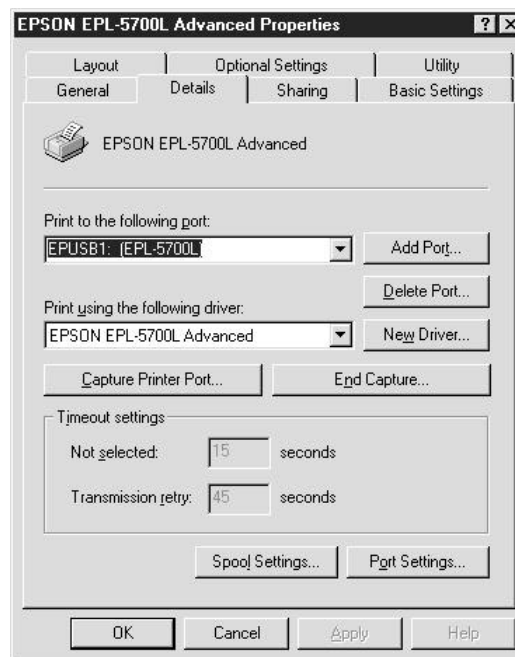 EPSON EPL-5700L Advanced Properties
Layout Optional Settings Utility
General Details Sharing Basic Settings
EPSON EPL-5700L Advanced
Print to the following port:
EPUSB1: (EPL-5700L) Add Port...
Delete Port...
Print using the following driver:
EPSON EPL-5700L Advanced New Driver...
Capture Printer Port... End Capture...
Timeout settings
Not selected: 15 seconds
Transmission retry: 45 seconds
Spool Settings... Port Settings...
OK Cancel Apply Help